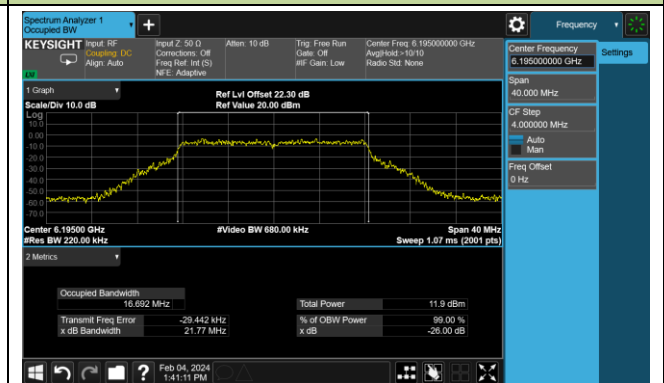 Spectrum Analyzer 1
Occupied BW
+
Frequency
KEYSIGHT
Input: RF
Coupling: DC
Align: Auto
Input Z: 50 Ω
Corrections: Off
Freq Ref: Int (S)
NFE: Adaptive
Atten: 10 dB
Trig: Free Run
Gate: Off
#IF Gain: Low
Center Freq: 6.195000000 GHz
Avg|Hold:>10/10
Radio Std: None
Center Frequency
6.195000000 GHz
Settings
Span
40.000 MHz
CF Step
4.000000 MHz
Auto
Man
Freq Offset
0 Hz
1 Graph
Scale/Div 10.0 dB
Ref Lvl Offset 22.30 dB
Ref Value 20.00 dBm
Log
10.0
0.00
-10.0
-20.0
-30.0
-40.0
-50.0
-60.0
-70.0
Center 6.19500 GHz
#Res BW 220.00 kHz
#Video BW 680.00 kHz
Span 40 MHz
Sweep 1.07 ms (2001 pts)
2 Metrics
Occupied Bandwidth
16.692 MHz
Total Power 11.9 dBm
Transmit Freq Error -29.442 kHz
% of OBW Power 99.00 %
x dB Bandwidth 21.77 MHz
x dB -26.00 dB
?
Feb 04, 2024
1:41:11 PM